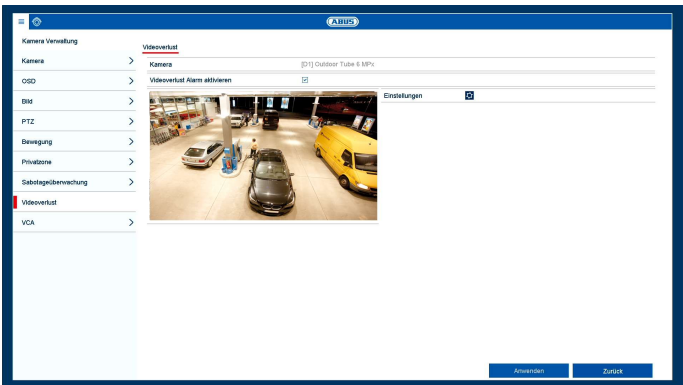 ABUS
Kamera Verwaltung
Videoverlust
Kamera
Kamera [D1] Outdoor Tube 6 MPx
OSD
Videoverlust Alarm aktivieren
Bild
Einstellungen
PTZ
Bewegung
Privatzone
Sabotageüberwachung
Videoverlust
VCA
Anwenden Zurück